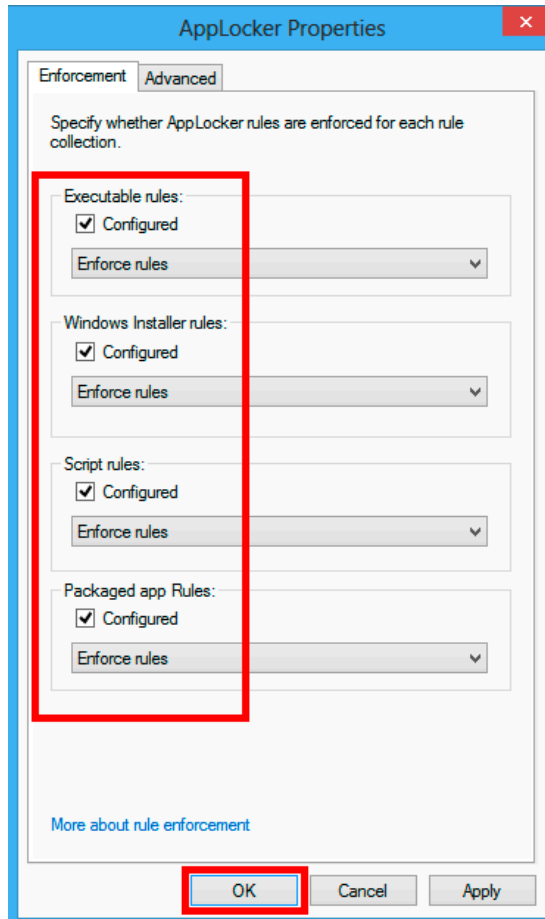 AppLocker Properties
Enforcement
Advanced
Specify whether AppLocker rules are enforced for each rule
collection.
Executable rules:
Configured
Enforce rules
Windows Installer rules:
Configured
Enforce rules
Script rules:
Configured
Enforce rules
Packaged app Rules:
Configured
Enforce rules
More about rule enforcement
OK
Cancel
Apply